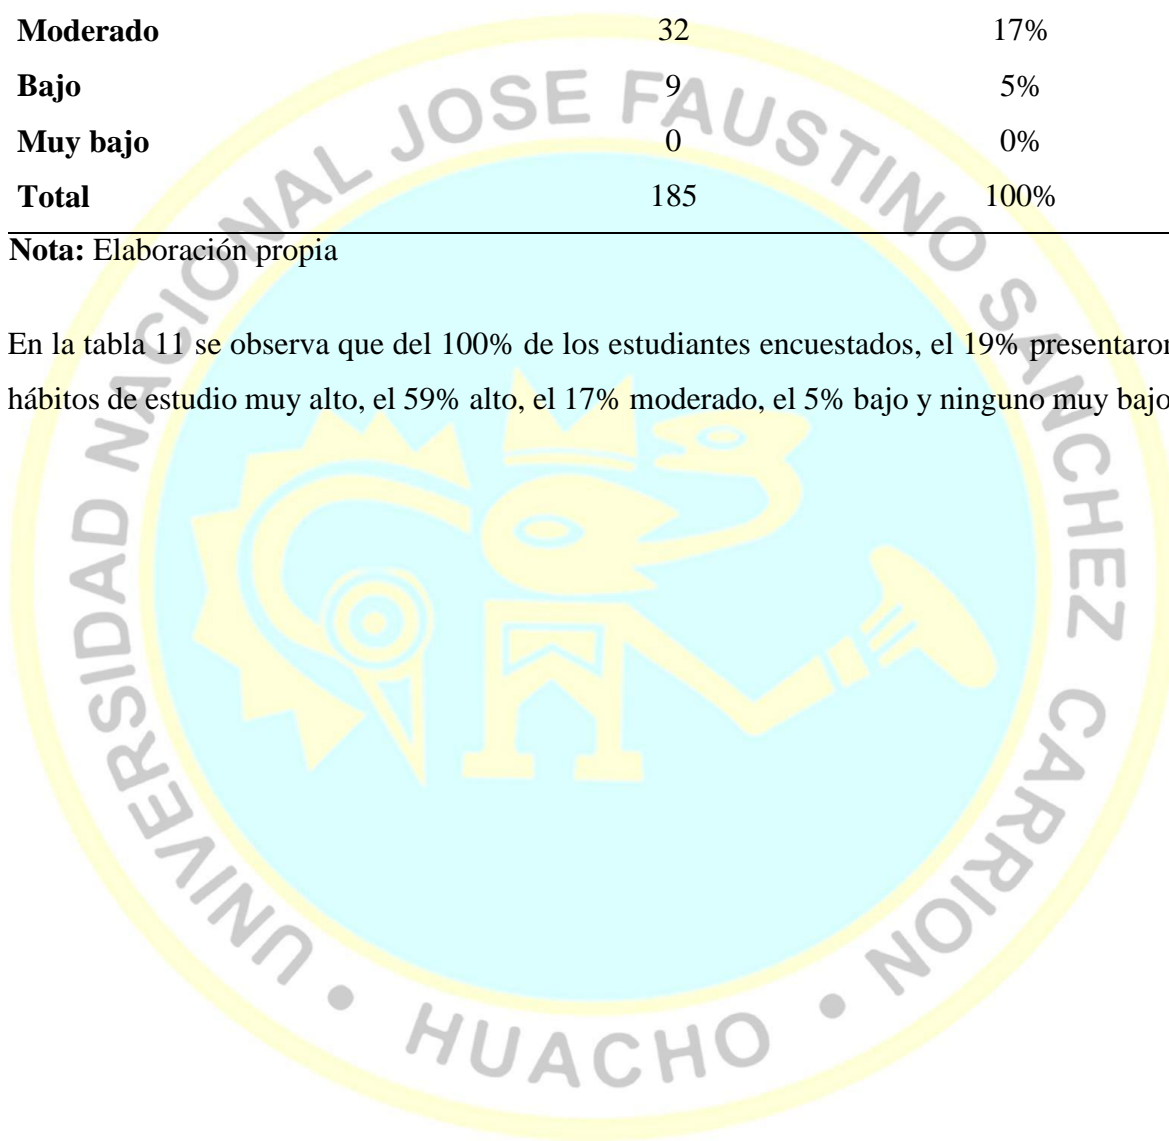 Moderado 32 17%
Bajo 9 5%
Muy bajo 0 0%
Total 185 100%
Nota: Elaboración propia
En la tabla 11 se observa que del 100% de los estudiantes encuestados, el 19% presentaron
hábitos de estudio muy alto, el 59% alto, el 17% moderado, el 5% bajo y ninguno muy bajo
UNIVERSIDAD NACIONAL JOSE FAUSTINO SANCHEZ CARRION • HUACHO •